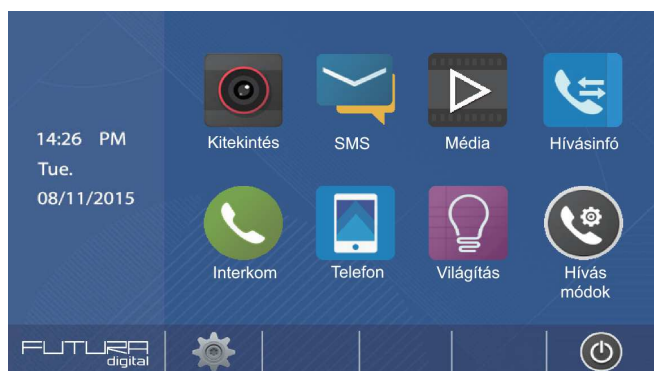 14:26 PM
Tue.
08/11/2015
Kitekintés
SMS
Média
Hívásinfó
Interkom
Telefon
Világítás
Hívás
módok
FUTURA
digital